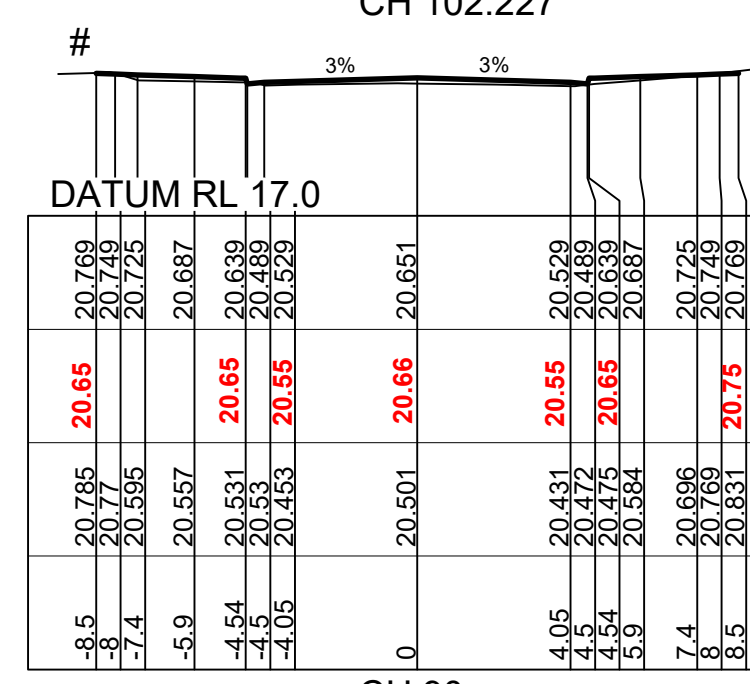 CH 102.227
#
3% 3%
DATUM RL 17.0
20.769 20.749 20.725 20.687 20.639 20.489 20.529 20.651 20.529 20.489 20.639 20.687 20.725 20.749 20.769
20.65 20.65 20.55 20.66 20.55 20.65 20.75
20.785 20.77 20.595 20.557 20.531 20.53 20.453 20.501 20.431 20.472 20.475 20.584 20.696 20.769 20.831
-8.5 -8 -7.4 -5.9 -4.54 -4.5 -4.05 0 4.05 4.5 4.54 5.9 7.4 8 8.5